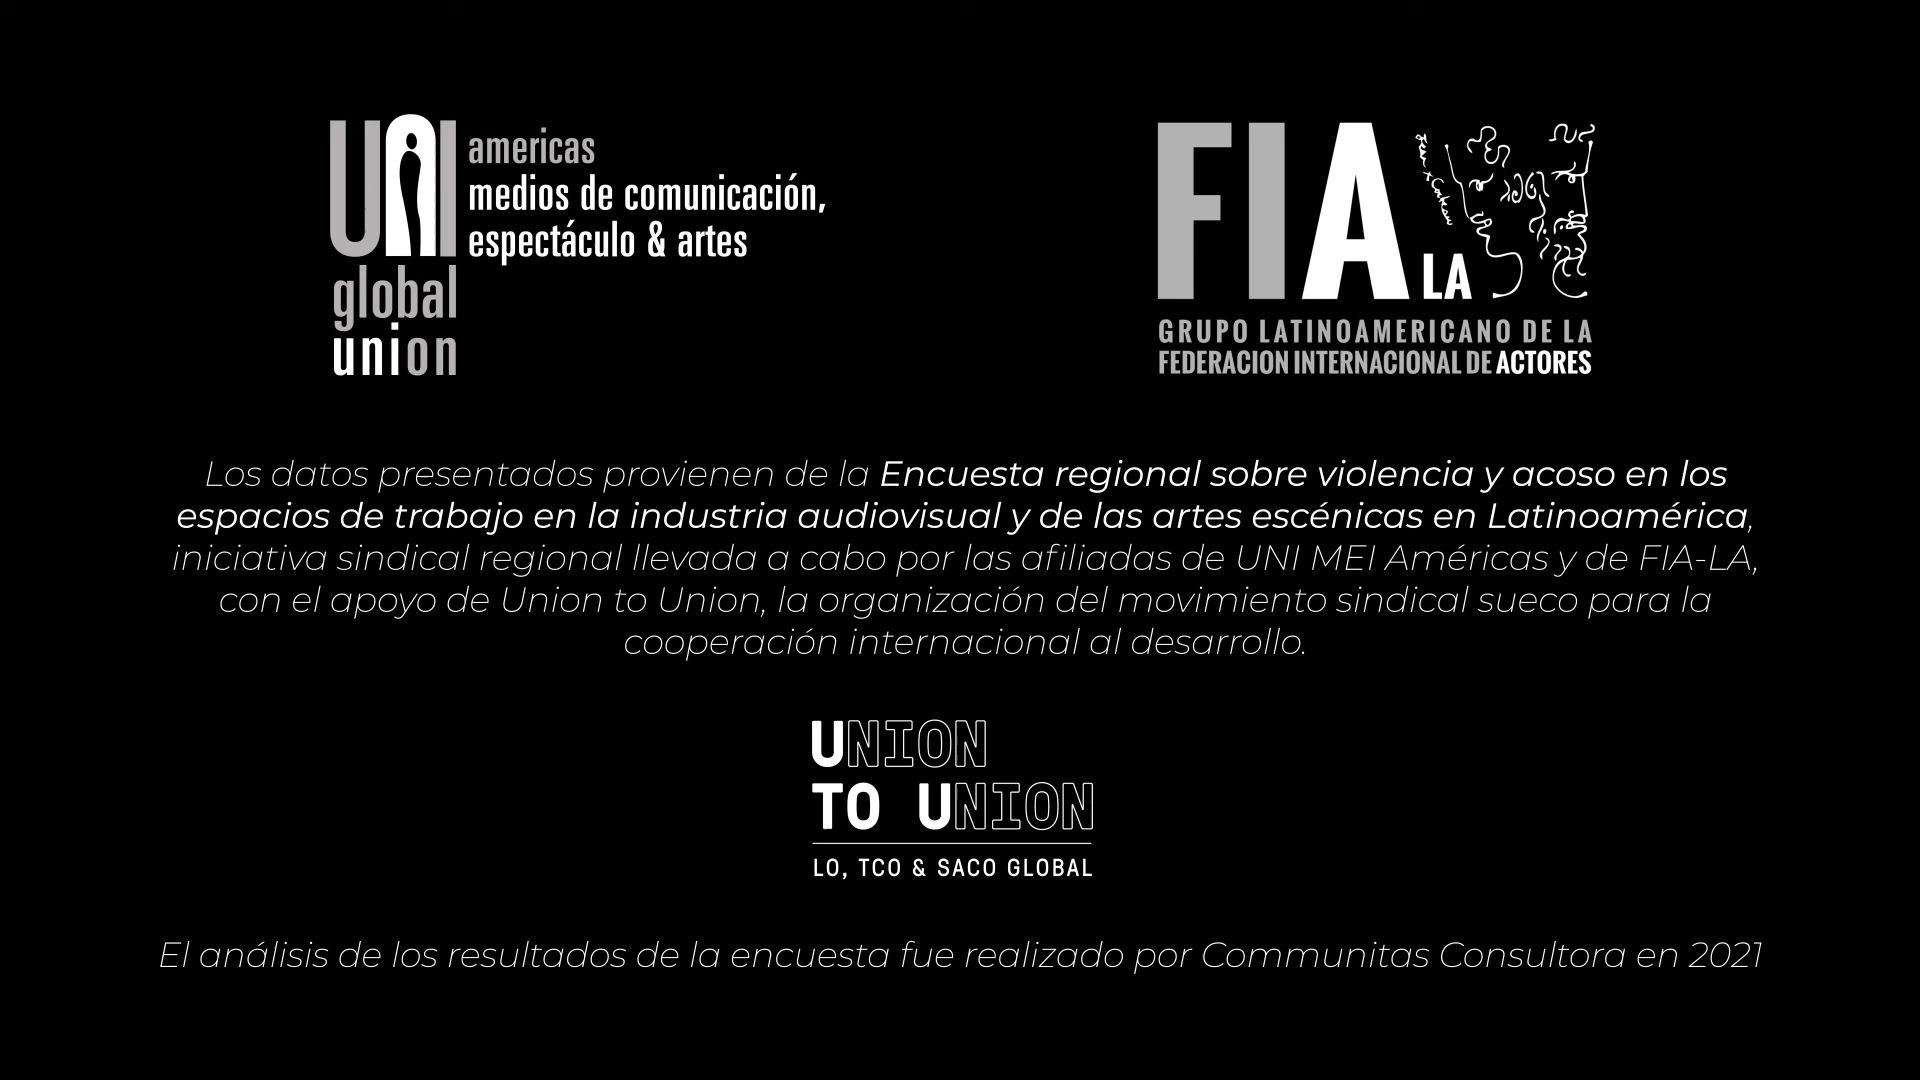 UNI americas
medios de comunicación,
espectáculo & artes
global
union
FIA LA
Jean x Cocteau
GRUPO LATINOAMERICANO DE LA
FEDERACION INTERNACIONAL DE ACTORES
Los datos presentados provienen de la Encuesta regional sobre violencia y acoso en los
espacios de trabajo en la industria audiovisual y de las artes escénicas en Latinoamérica,
iniciativa sindical regional llevada a cabo por las afiliadas de UNI MEI Américas y de FIA-LA,
con el apoyo de Union to Union, la organización del movimiento sindical sueco para la
cooperación internacional al desarrollo.
UNION
TO UNION
LO, TCO & SACO GLOBAL
El análisis de los resultados de la encuesta fue realizado por Communitas Consultora en 2021